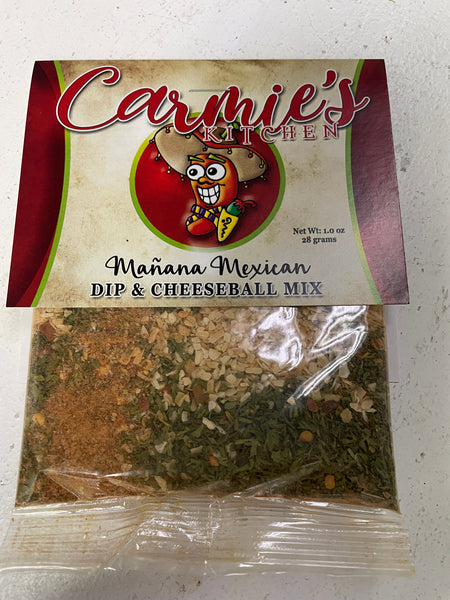 Carmie's
KITCHEN
Net Wt: 1.0 oz
28 grams
Mañana Mexican
DIP & CHEESEBALL MIX